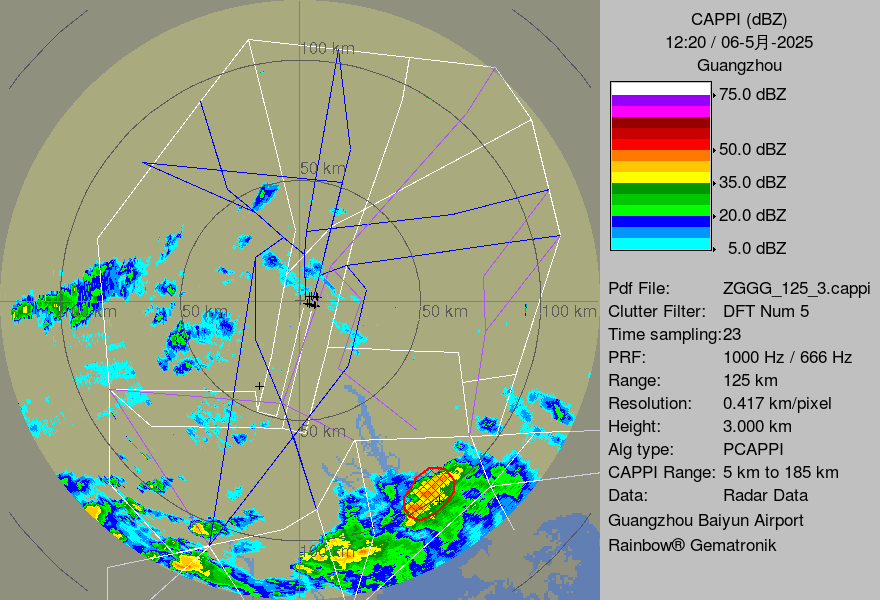 CAPPI (dBZ)
12:20 / 06-5月-2025
Guangzhou
75.0 dBZ
50.0 dBZ
35.0 dBZ
20.0 dBZ
5.0 dBZ
Pdf File: ZGGG_125_3.cappi
Clutter Filter: DFT Num 5
Time sampling:23
PRF: 1000 Hz / 666 Hz
Range: 125 km
Resolution: 0.417 km/pixel
Height: 3.000 km
Alg type: PCAPPI
CAPPI Range: 5 km to 185 km
Data: Radar Data
Guangzhou Baiyun Airport
Rainbow® Gematronik
100 km
50 km
100 km
50 km
50 km
100 km
50 km
100 km